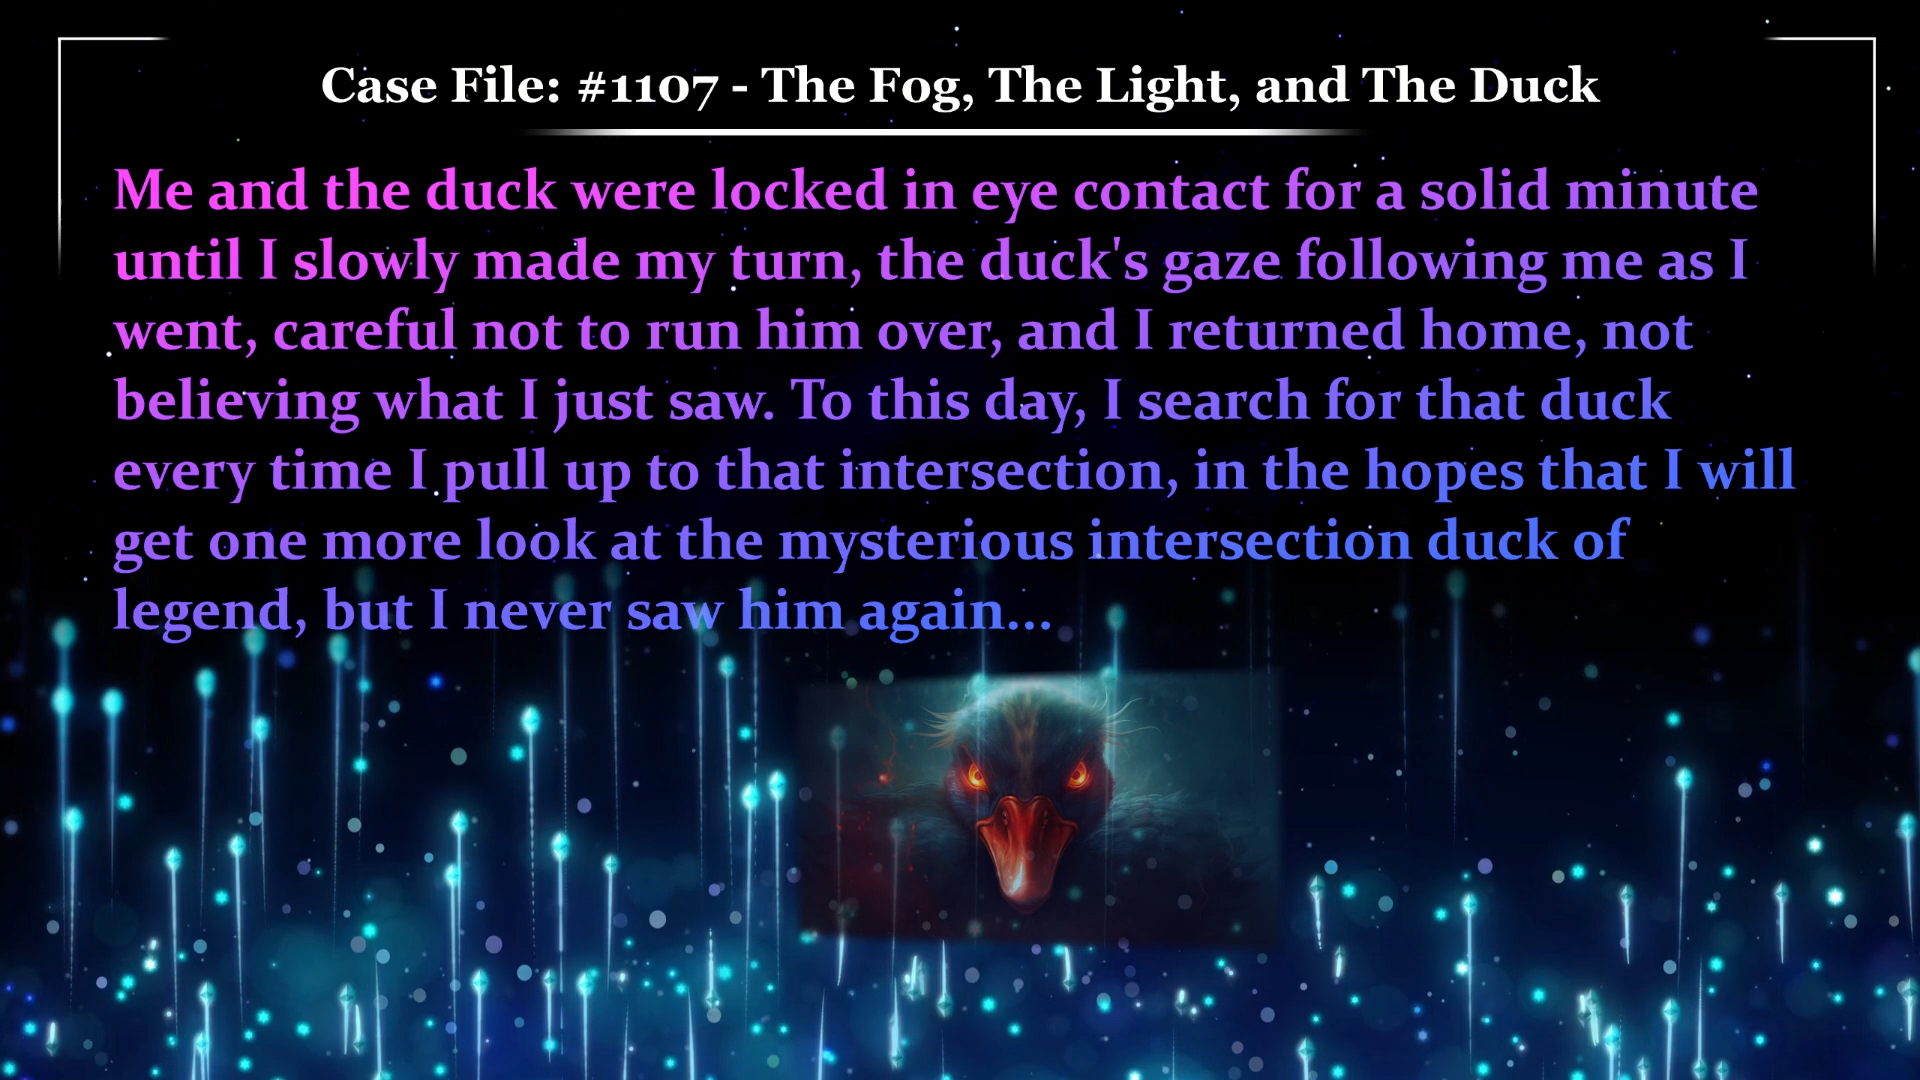 Case File: #1107 - The Fog, The Light, and The Duck
Me and the duck were locked in eye contact for a solid minute
until I slowly made my turn, the duck's gaze following me as I
went, careful not to run him over, and I returned home, not
believing what I just saw. To this day, I search for that duck
every time I pull up to that intersection, in the hopes that I will
get one more look at the mysterious intersection duck of
legend, but I never saw him again...